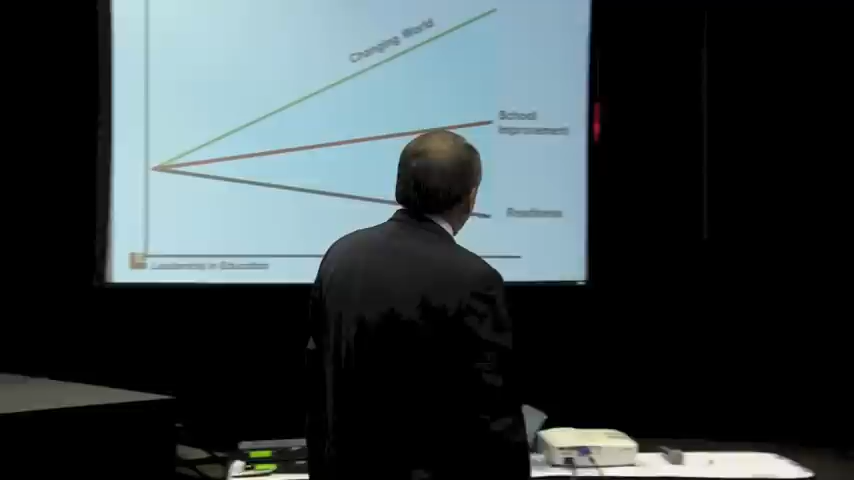 Changing World
School
Improvement
Readiness
Leadership in Education